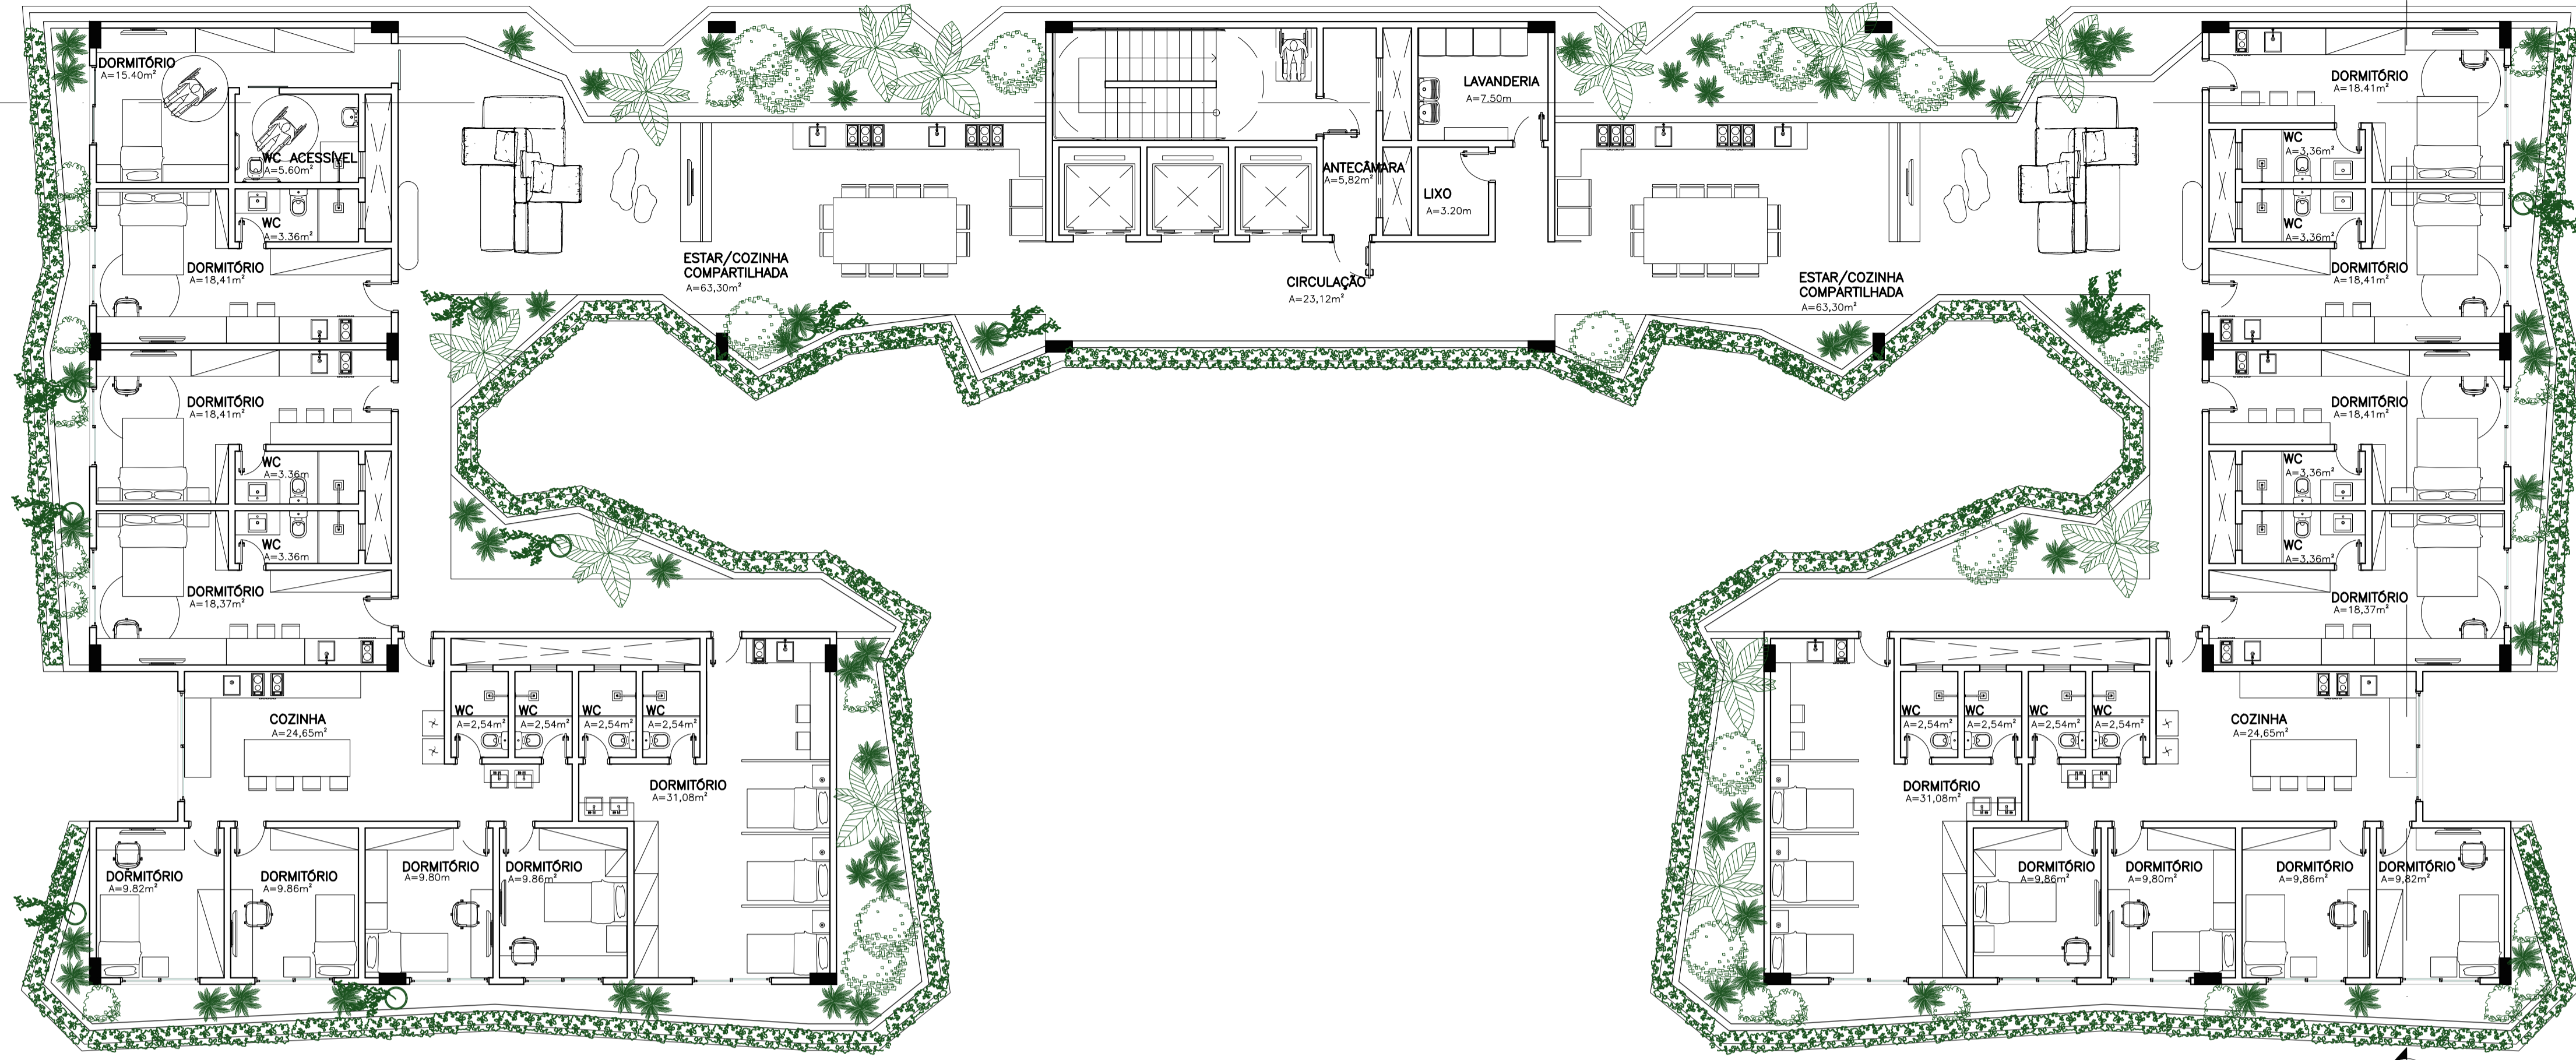 DORMITÓRIO
A=15.40m²
WC ACESSÍVEL
A=5.60m²
WC
A=3.36m²
DORMITÓRIO
A=18,41m²
DORMITÓRIO
A=18,41m²
WC
A=3.36m
WC
A=3.36m
DORMITÓRIO
A=18,37m²
ESTAR/COZINHA
COMPARTILHADA
A=63,30m²
ANTECÂMARA
A=5,82m²
LAVANDERIA
A=7.50m
LIXO
A=3.20m
CIRCULAÇÃO
A=23,12m²
ESTAR/COZINHA
COMPARTILHADA
A=63,30m²
DORMITÓRIO
A=18.41m²
WC
A=3,36m²
WC
A=3,36m²
DORMITÓRIO
A=18,41m²
DORMITÓRIO
A=18,41m²
WC
A=3,36m²
WC
A=3,36m²
DORMITÓRIO
A=18,37m²
COZINHA
A=24,65m²
WC
A=2,54m²
WC
A=2,54m²
WC
A=2,54m²
WC
A=2,54m²
DORMITÓRIO
A=31,08m²
DORMITÓRIO
A=9.82m²
DORMITÓRIO
A=9.86m²
DORMITÓRIO
A=9.80m
DORMITÓRIO
A=9.86m²
WC
A=2,54m²
WC
A=2,54m²
WC
A=2,54m²
WC
A=2,54m²
COZINHA
A=24,65m²
DORMITÓRIO
A=31,08m²
DORMITÓRIO
A=9,86m²
DORMITÓRIO
A=9,80m²
DORMITÓRIO
A=9,86m²
DORMITÓRIO
A=9,82m²